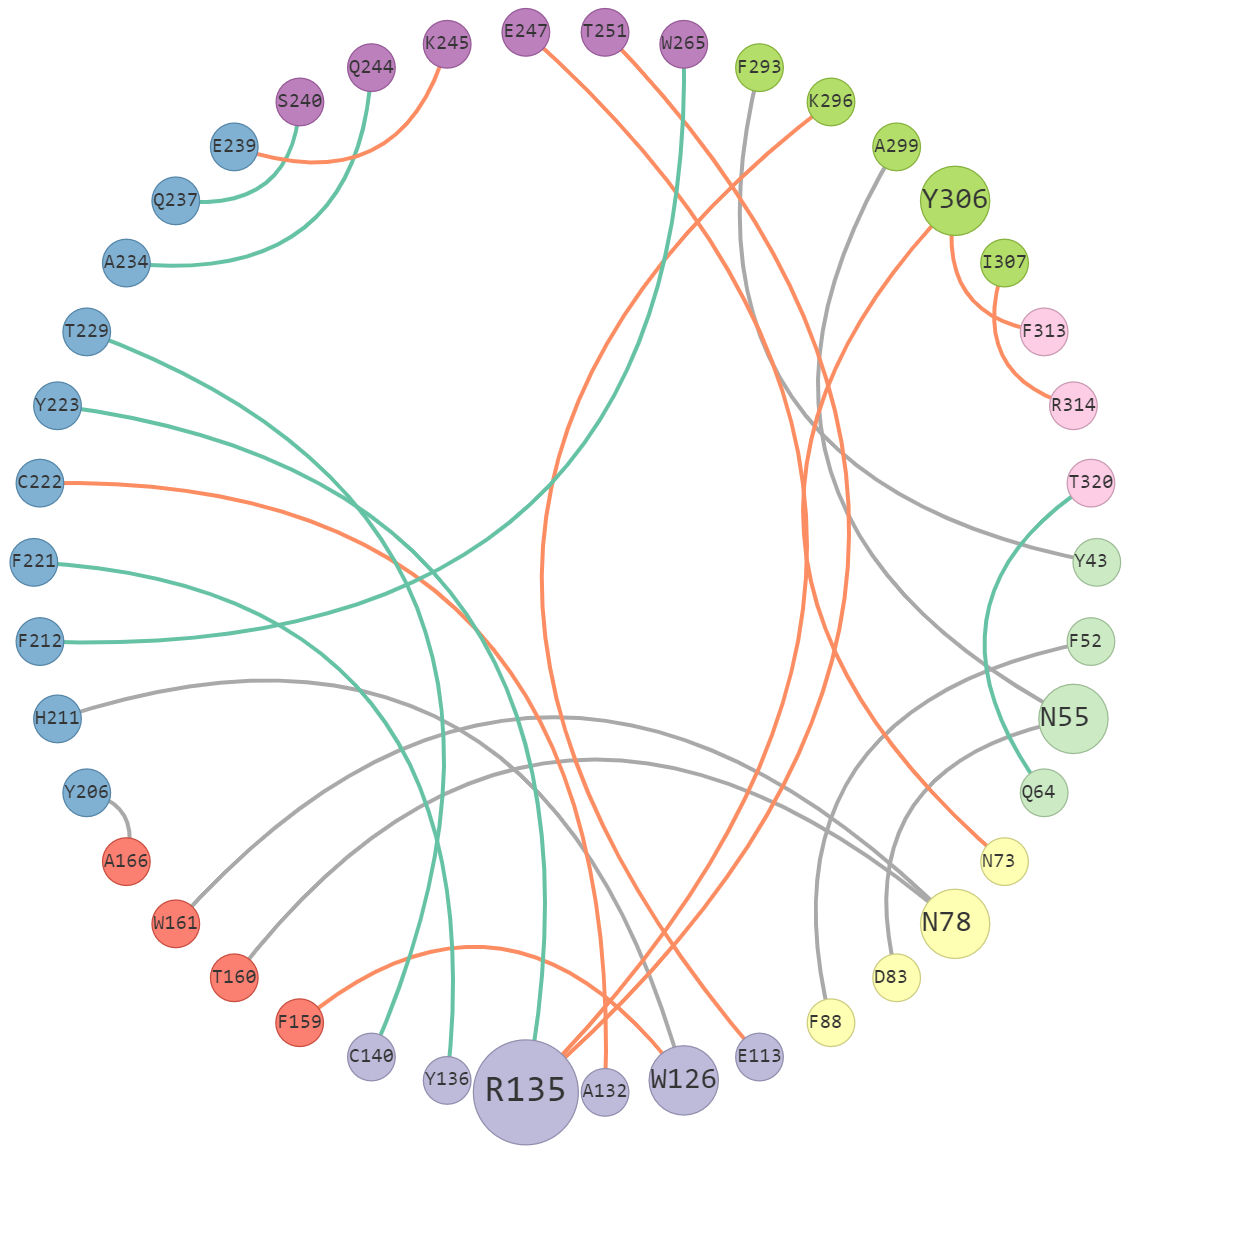 E247
T251
W265
K245
Q244
F293
S240
K296
E239
A299
Q237
Y306
A234
I307
T229
F313
Y223
R314
C222
T320
F221
Y43
F212
F52
H211
N55
Y206
Q64
A166
N73
W161
N78
T160
D83
F159
F88
C140
E113
Y136
R135
A132
W126